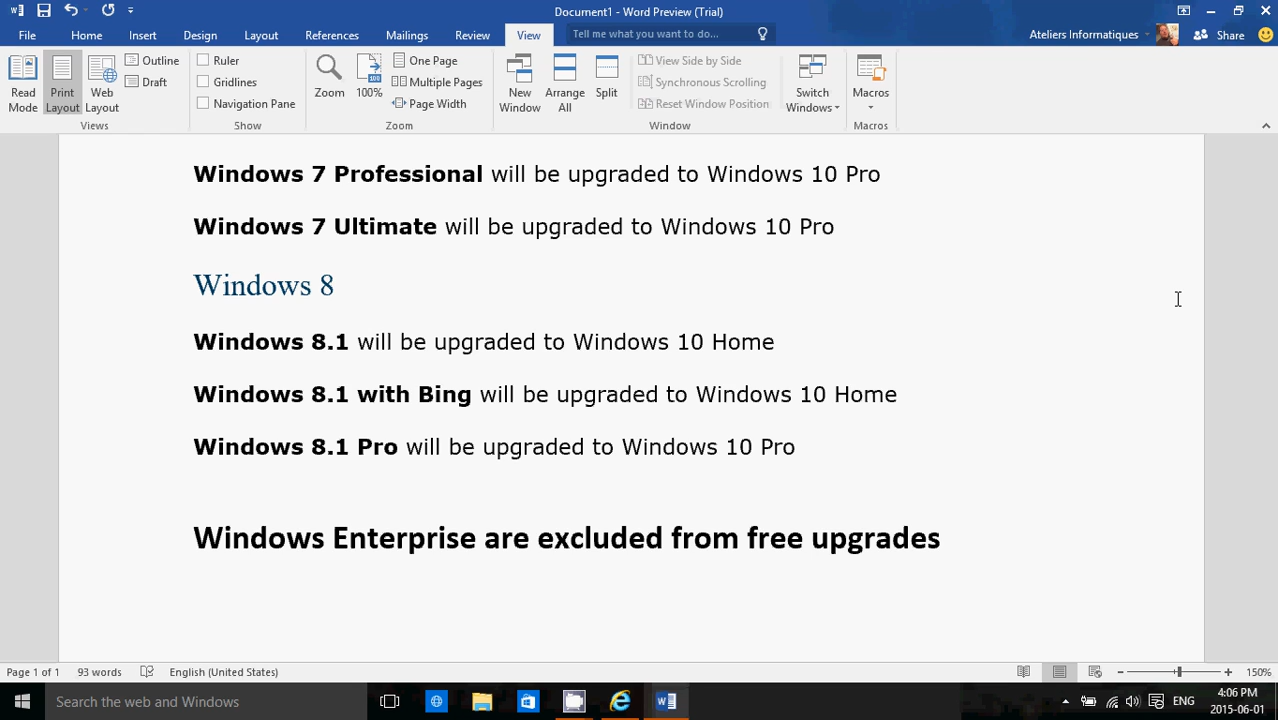 Document1 - Word Preview (Trial)
File Home Insert Design Layout References Mailings Review View Tell me what you want to do... Ateliers Informatiques Share
Read Mode
Print Layout
Web Layout
Outline
Draft
Views
Ruler
Gridlines
Navigation Pane
Show
Zoom
100%
One Page
Multiple Pages
Page Width
Zoom
New Window
Arrange All
Split
View Side by Side
Synchronous Scrolling
Reset Window Position
Switch Windows
Window
Macros
Macros
Windows 7 Professional will be upgraded to Windows 10 Pro
Windows 7 Ultimate will be upgraded to Windows 10 Pro
Windows 8
Windows 8.1 will be upgraded to Windows 10 Home
Windows 8.1 with Bing will be upgraded to Windows 10 Home
Windows 8.1 Pro will be upgraded to Windows 10 Pro
Windows Enterprise are excluded from free upgrades
Page 1 of 1 93 words English (United States) 150%
Search the web and Windows ENG 4:06 PM
2015-06-01